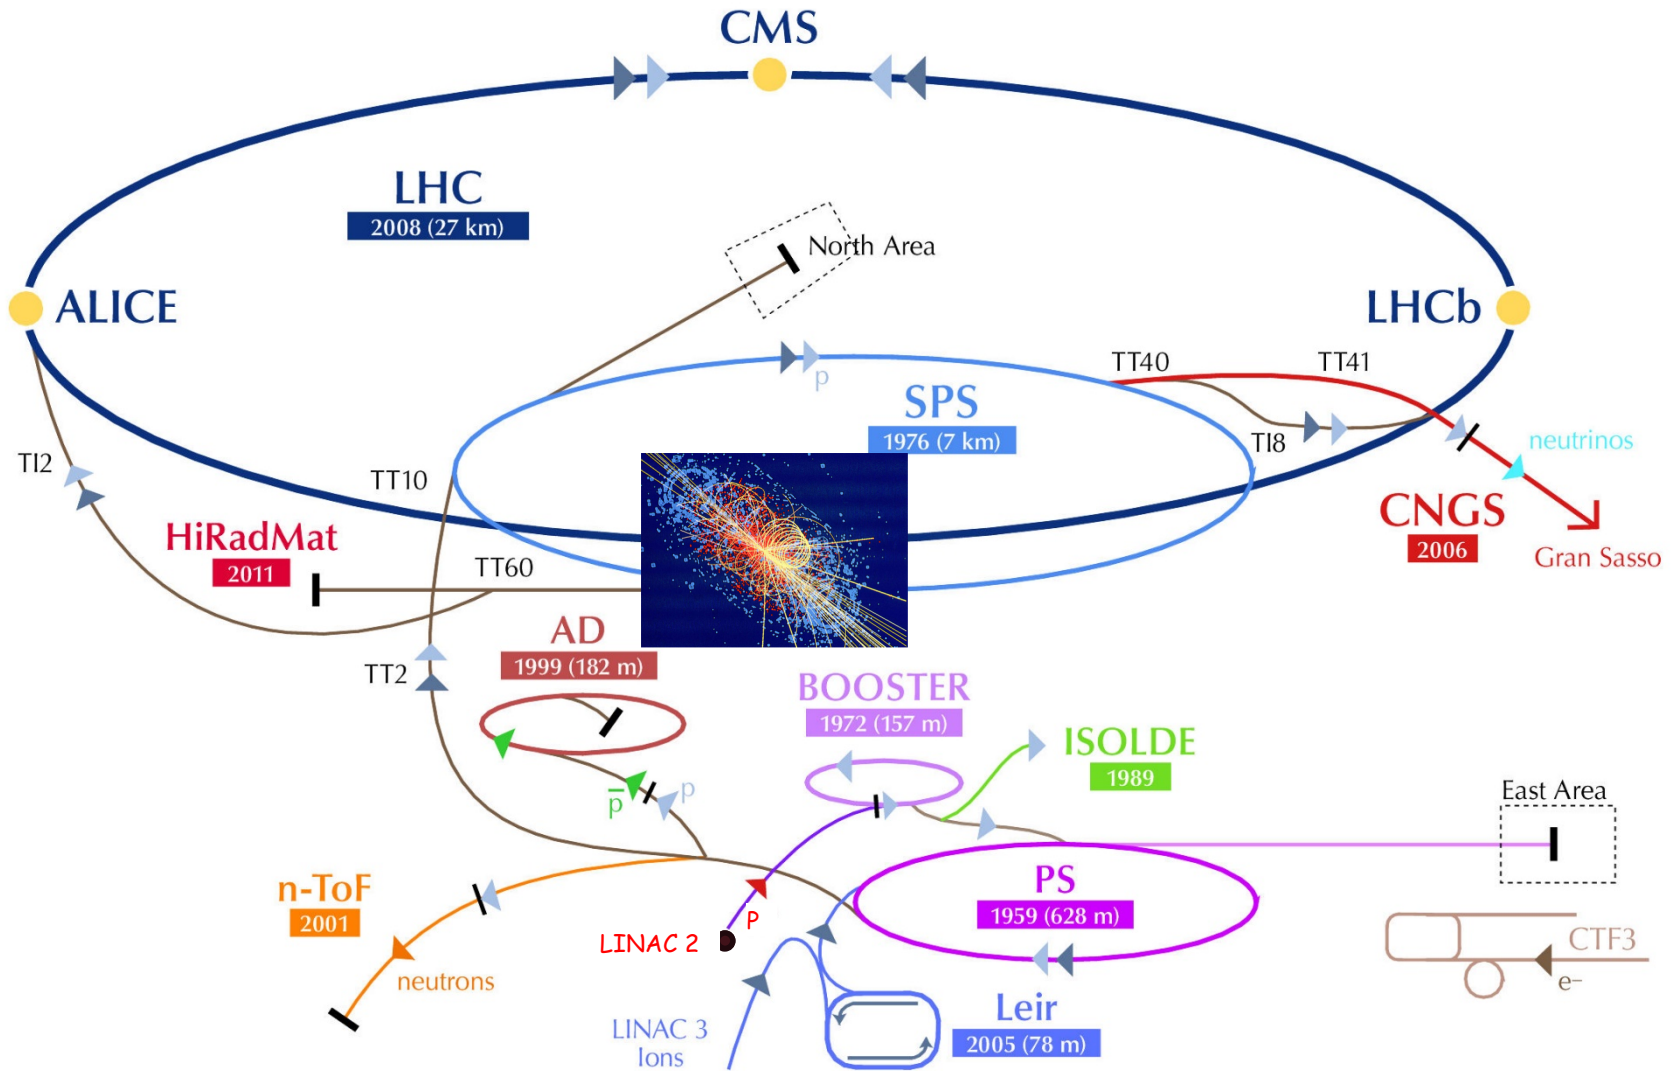 CMS
LHC
2008 (27 km)
North Area
ALICE
LHCb
TT40
TT41
p
SPS
1976 (7 km)
TI8
neutrinos
TI2
TT10
CNGS
2006
Gran Sasso
HiRadMat
2011
TT60
AD
1999 (182 m)
TT2
BOOSTER
1972 (157 m)
ISOLDE
1989
p̅
p
East Area
n-ToF
2001
neutrons
PS
1959 (628 m)
P
LINAC 2
CTF3
e–
LINAC 3
Ions
Leir
2005 (78 m)